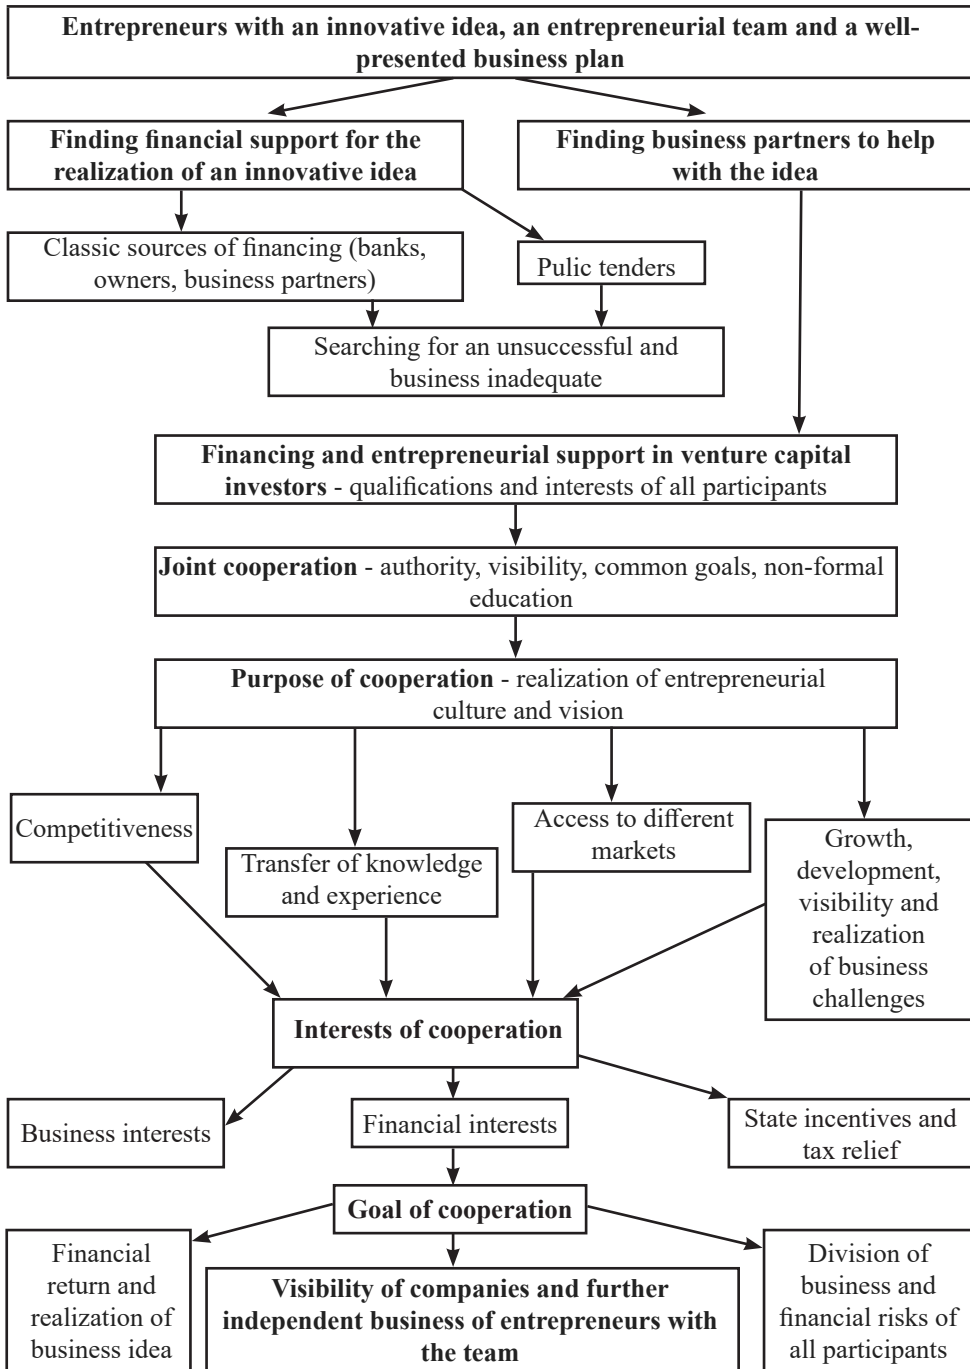 Entrepreneurs with an innovative idea, an entrepreneurial team and a well-
presented business plan
Finding financial support for the
realization of an innovative idea
Finding business partners to help
with the idea
Classic sources of financing (banks,
owners, business partners)
Pulic tenders
Searching for an unsuccessful and
business inadequate
Financing and entrepreneurial support in venture capital
investors - qualifications and interests of all participants
Joint cooperation - authority, visibility, common goals, non-formal
education
Purpose of cooperation - realization of entrepreneurial
culture and vision
Competitiveness
Transfer of knowledge
and experience
Access to different
markets
Growth,
development,
visibility and
realization
of business
challenges
Interests of cooperation
Business interests
Financial interests
State incentives and
tax relief
Goal of cooperation
Financial
return and
realization of
business idea
Visibility of companies and further
independent business of entrepreneurs with
the team
Division of
business and
financial risks of
all participants